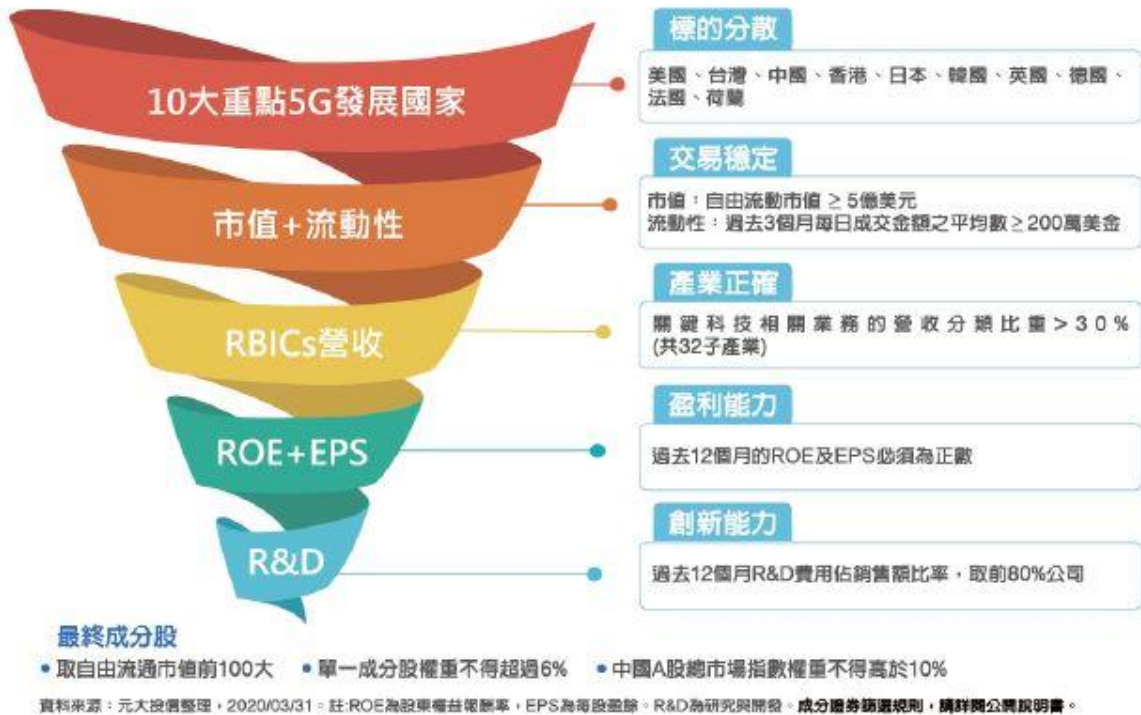 10大重點5G發展國家
標的分散
美國、台灣、中國、香港、日本、韓國、英國、德國、
法國、荷蘭
市值+流動性
交易穩定
市值：自由流動市值 ≥ 5億美元
流動性：過去3個月每日成交金額之平均數≥200萬美金
RBICs營收
產業正確
關鍵科技相關業務的營收分類比重>30%
(共32子產業)
ROE+EPS
盈利能力
過去12個月的ROE及EPS必須為正數
R&D
創新能力
過去12個月R&D費用佔銷售額比率，取前80%公司
最終成分股
• 取自由流通市值前100大 • 單一成分股權重不得超過6% • 中國A股總市場指數權重不得高於10%
資料來源：元大投信整理，2020/03/31。註:ROE為股東權益報酬率，EPS為每股盈餘。R&D為研究與開發。成分證券篩選規則，請詳閱公開說明書。